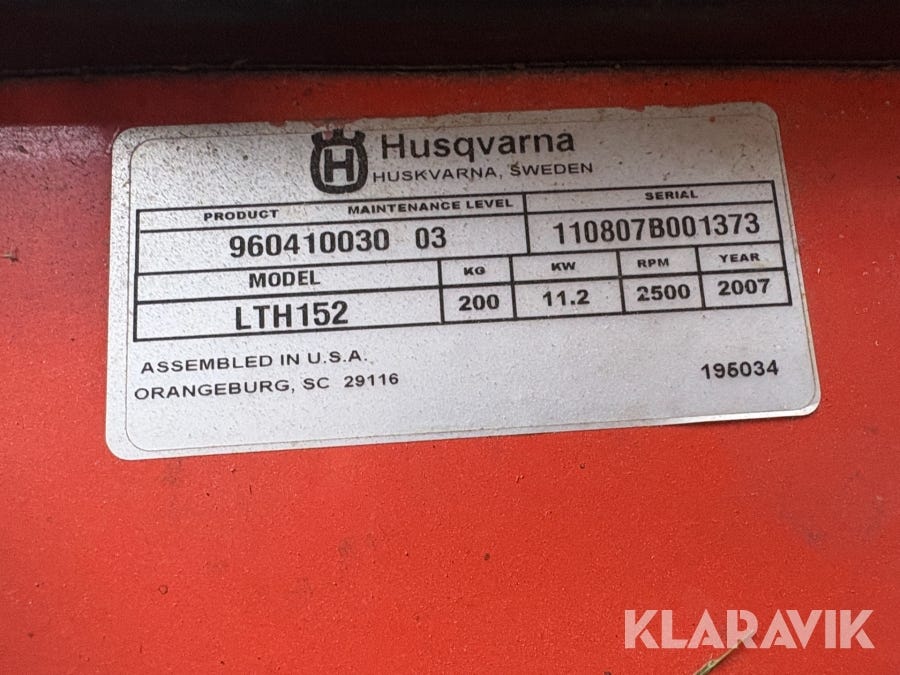 H Husqvarna
HUSKVARNA, SWEDEN
PRODUCT MAINTENANCE LEVEL SERIAL
960410030 03 110807B001373
MODEL KG KW RPM YEAR
LTH152 200 11.2 2500 2007
ASSEMBLED IN U.S.A.
ORANGEBURG, SC 29116 195034
KLARAVIK